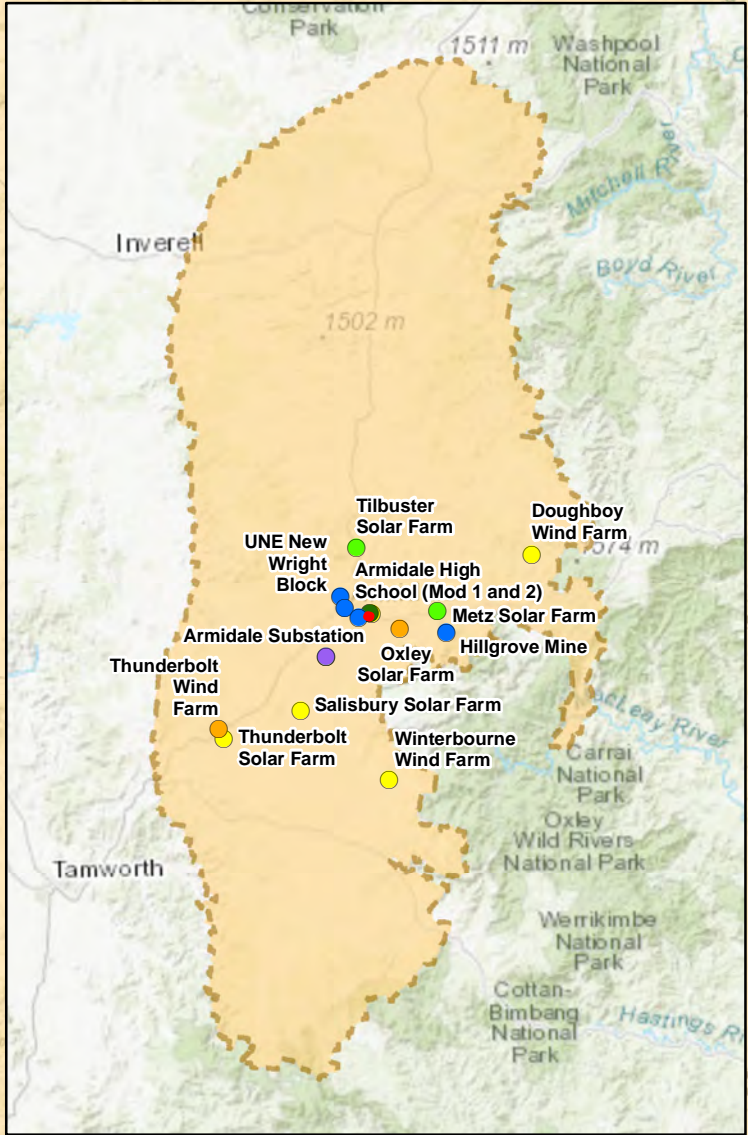 Conservation
Park
1511 m
Washpool
National
Park
Mitchell River
Inverell
Boyd River
1502 m
Tilbuster
Solar Farm
Doughboy
Wind Farm
UNE New
Wright
Block
Armidale High
School (Mod 1 and 2)
574 m
Metz Solar Farm
Armidale Substation
Hillgrove Mine
Oxley
Solar Farm
Thunderbolt
Wind
Farm
Salisbury Solar Farm
Macleay River
Thunderbolt
Solar Farm
Winterbourne
Wind Farm
Carrai
National
Park
Oxley
Wild Rivers
National Park
Tamworth
Werrikimbe
National
Park
Cottan-
Bimbang
National
Park
Hastings Ri